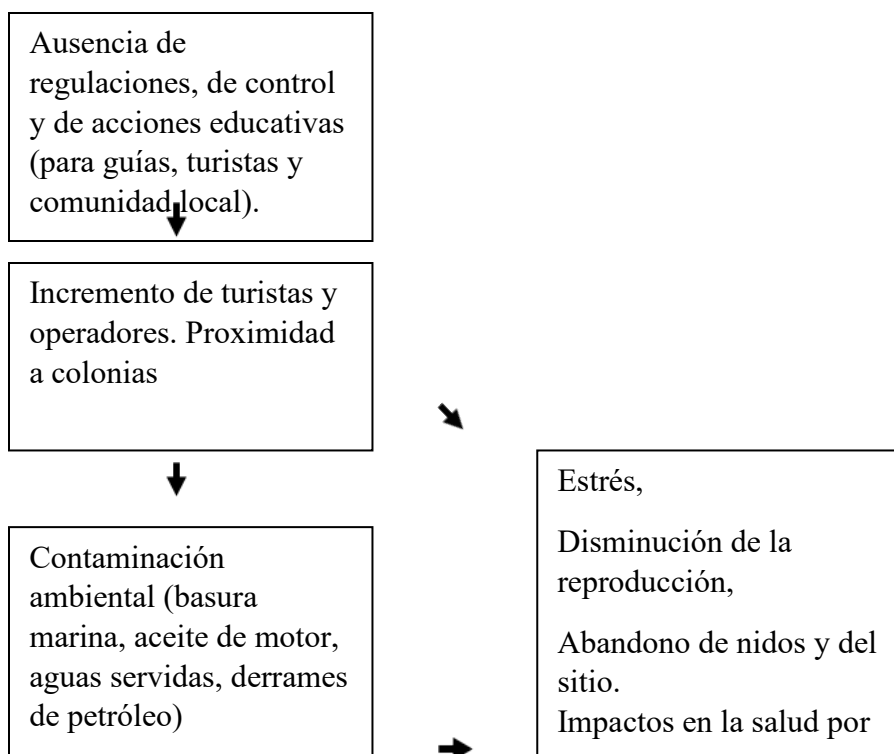 Ausencia de
regulaciones, de control
y de acciones educativas
(para guías, turistas y
comunidad local).
Incremento de turistas y
operadores. Proximidad
a colonias
Contaminación
ambiental (basura
marina, aceite de motor,
aguas servidas, derrames
de petróleo)
Estrés,
Disminución de la
reproducción,
Abandono de nidos y del
sitio.
Impactos en la salud por